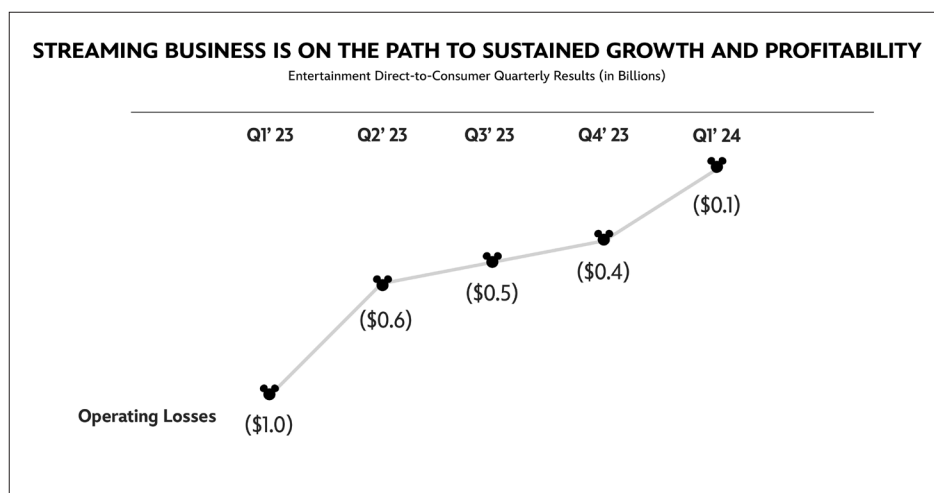 STREAMING BUSINESS IS ON THE PATH TO SUSTAINED GROWTH AND PROFITABILITY
Entertainment Direct-to-Consumer Quarterly Results (in Billions)
Q1’ 23 Q2’ 23 Q3’ 23 Q4’ 23 Q1’ 24
($0.1)
($0.4)
($0.5)
($0.6)
Operating Losses ($1.0)